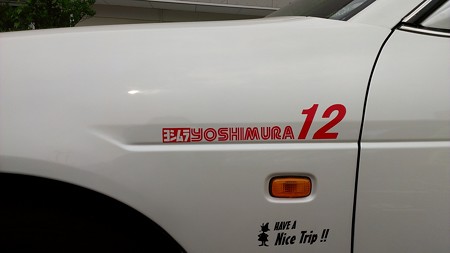 ヨシムラYOSHIMURA 12
HAVE A
Nice Trip !!